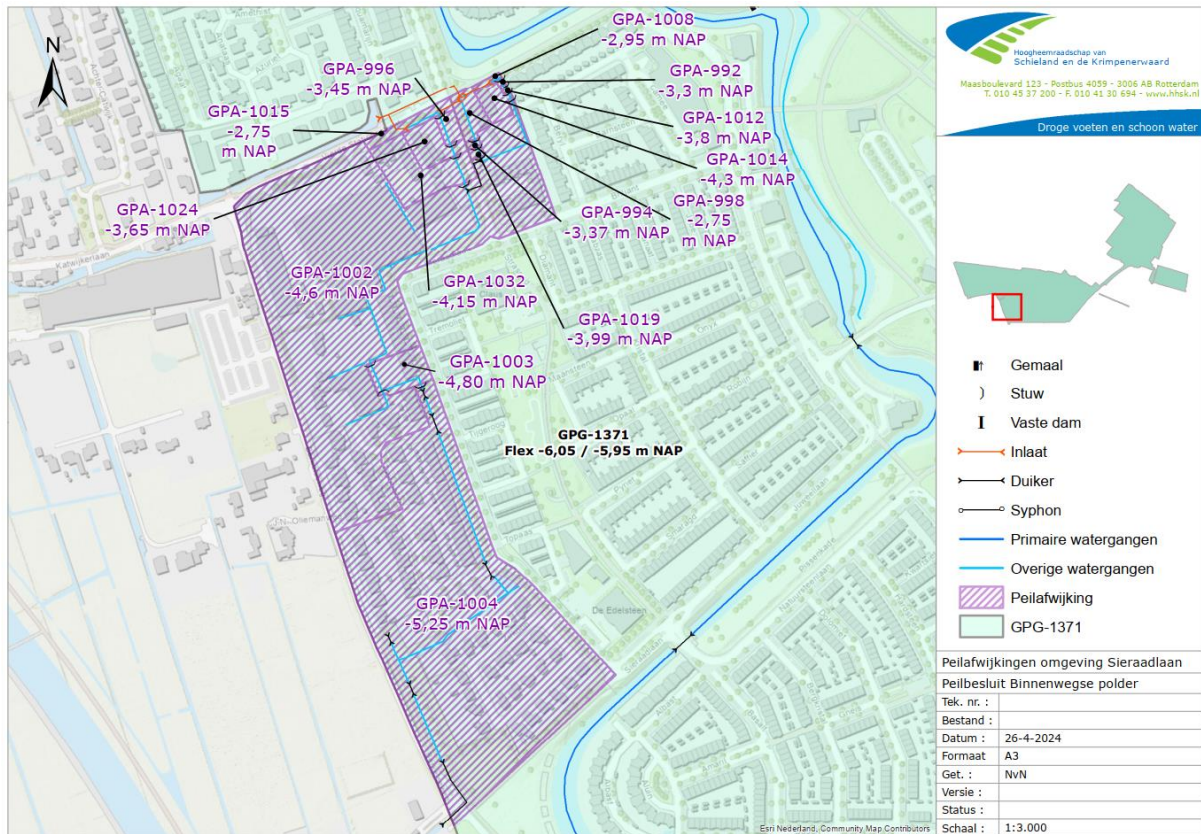 N
GPA-1008
-2,95 m NAP
GPA-996
-3,45 m NAP
GPA-992
-3,3 m NAP
GPA-1015
-2,75
m NAP
GPA-1012
-3,8 m NAP
GPA-1014
-4,3 m NAP
GPA-1024
-3,65 m NAP
GPA-994
-3,37 m NAP
GPA-998
-2,75
m NAP
Katwijkerlaan
GPA-1002
-4,6 m NAP
GPA-1032
-4,15 m NAP
GPA-1019
-3,99 m NAP
GPA-1003
-4,80 m NAP
GPG-1371
Flex -6,05 / -5,95 m NAP
Topaas
GPA-1004
-5,25 m NAP
De Edelsteen
Esri Nederland, Community Map Contributors
Hoogheemraadschap van
Schieland en de Krimpenerwaard
Maasboulevard 123 - Postbus 4059 - 3006 AB Rotterdam
T. 010 45 37 200 - F. 010 41 30 694 - www.hhsk.nl
Droge voeten en schoon water
Gemaal
Stuw
Vaste dam
Inlaat
Duiker
Syphon
Primaire watergangen
Overige watergangen
Peilafwijking
GPG-1371
Peilafwijkingen omgeving Sieraadlaan
Peilbesluit Binnenwegse polder
Tek. nr. :
Bestand :
Datum : 26-4-2024
Formaat A3
Get. : NvN
Versie :
Status :
Schaal : 1:3.000